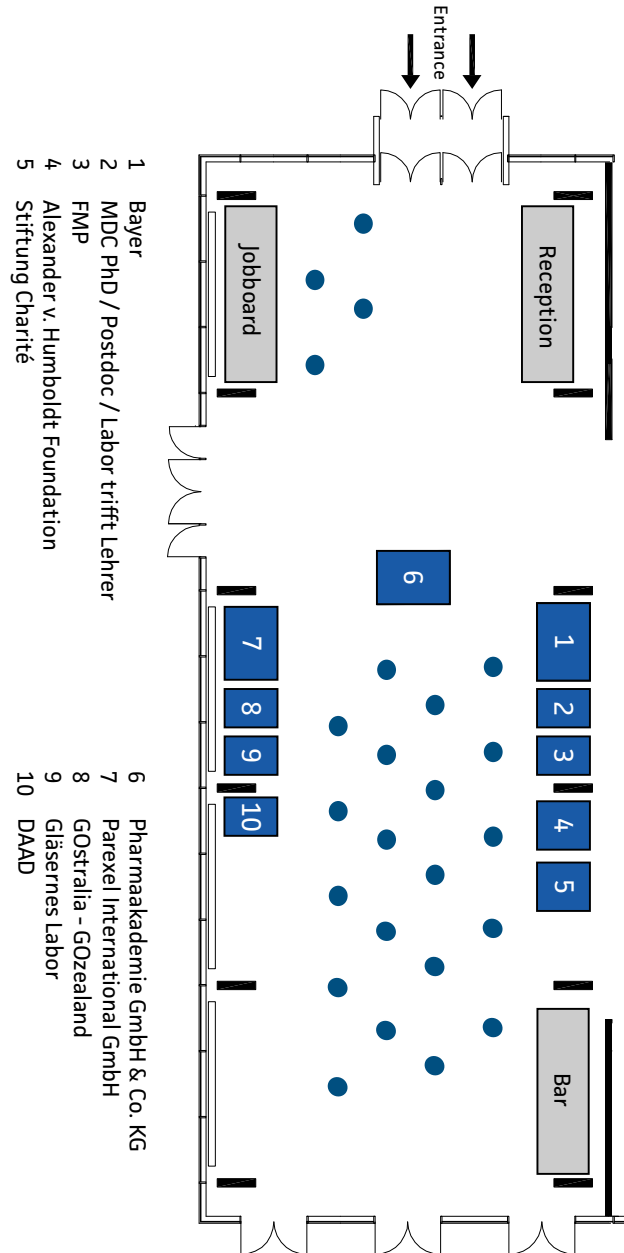 Entrance
Reception
Jobboard
6
1
2
3
4
5
7
8
9
10
Bar
1 Bayer
2 MDC PhD / Postdoc / Labor trifft Lehrer
3 FMP
4 Alexander v. Humboldt Foundation
5 Stiftung Charité
6 Pharmaakademie GmbH & Co. KG
7 Parexel International GmbH
8 GOstralia - GOzealand
9 Gläsernes Labor
10 DAAD